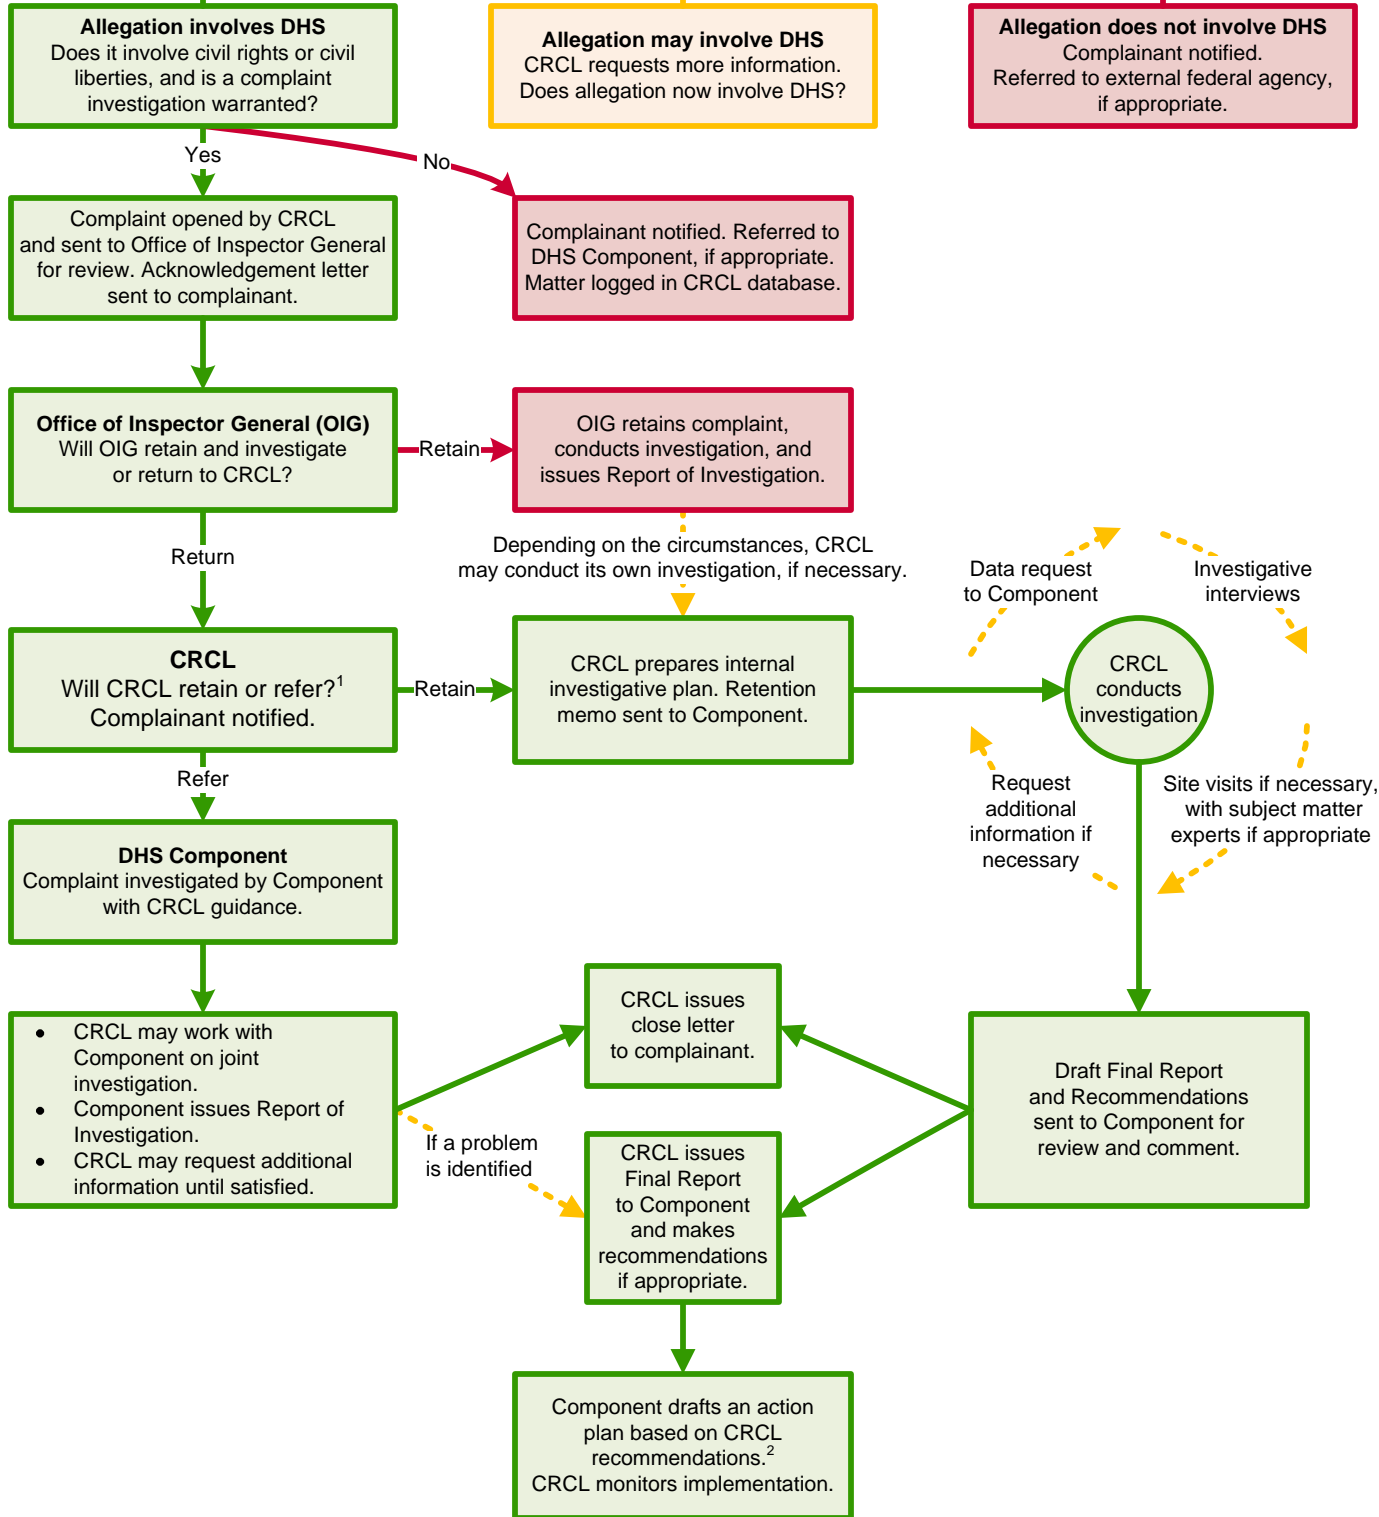 Allegation involves DHS
Does it involve civil rights or civil
liberties, and is a complaint
investigation warranted?
Allegation may involve DHS
CRCL requests more information.
Does allegation now involve DHS?
Allegation does not involve DHS
Complainant notified.
Referred to external federal agency,
if appropriate.
Yes
No
Complaint opened by CRCL
and sent to Office of Inspector General
for review. Acknowledgement letter
sent to complainant.
Complainant notified. Referred to
DHS Component, if appropriate.
Matter logged in CRCL database.
Office of Inspector General (OIG)
Will OIG retain and investigate
or return to CRCL?
Retain
OIG retains complaint,
conducts investigation, and
issues Report of Investigation.
Return
Depending on the circumstances, CRCL
may conduct its own investigation, if necessary.
Data request
to Component
Investigative
interviews
CRCL
Will CRCL retain or refer?1
Complainant notified.
Retain
CRCL prepares internal
investigative plan. Retention
memo sent to Component.
CRCL
conducts
investigation
Refer
Request
additional
information if
necessary
Site visits if necessary,
with subject matter
experts if appropriate
DHS Component
Complaint investigated by Component
with CRCL guidance.
• CRCL may work with
Component on joint
investigation.
• Component issues Report of
Investigation.
• CRCL may request additional
information until satisfied.
If a problem
is identified
CRCL issues
close letter
to complainant.
CRCL issues
Final Report
to Component
and makes
recommendations
if appropriate.
Draft Final Report
and Recommendations
sent to Component for
review and comment.
Component drafts an action
plan based on CRCL
recommendations.2
CRCL monitors implementation.